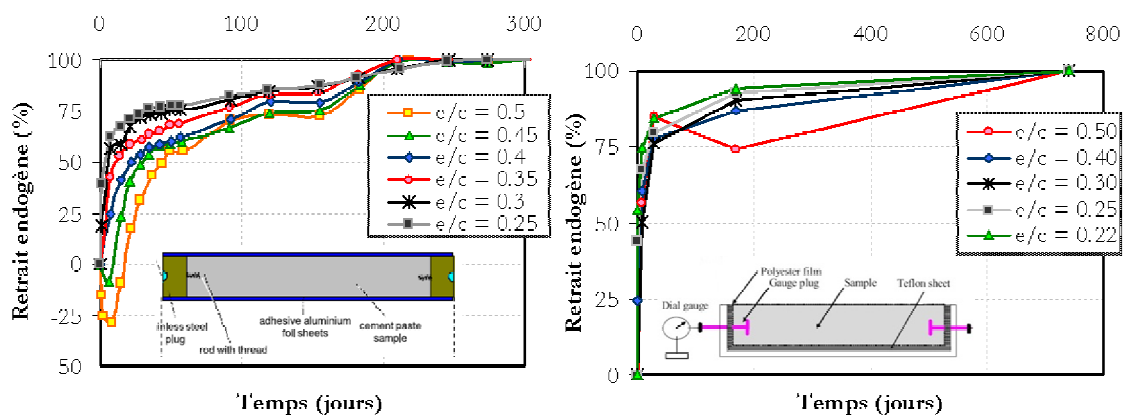 0 100 200 300
100
75
50
25
0
-25
50
Retrait endogène (%)
e/c = 0.5
e/c = 0.45
e/c = 0.4
e/c = 0.35
e/c = 0.3
e/c = 0.25
inless steel
plug
rod with thread
adhesive aluminium
foil sheets
cement paste
sample
Temps (jours)
0 200 400 600 800
100
75
50
25
0
Retrait endogène (%)
e/c = 0.50
e/c = 0.40
e/c = 0.30
e/c = 0.25
e/c = 0.22
Polyester film
Gauge plug
Sample
Teflon sheet
Dial gauge
Temps (jours)